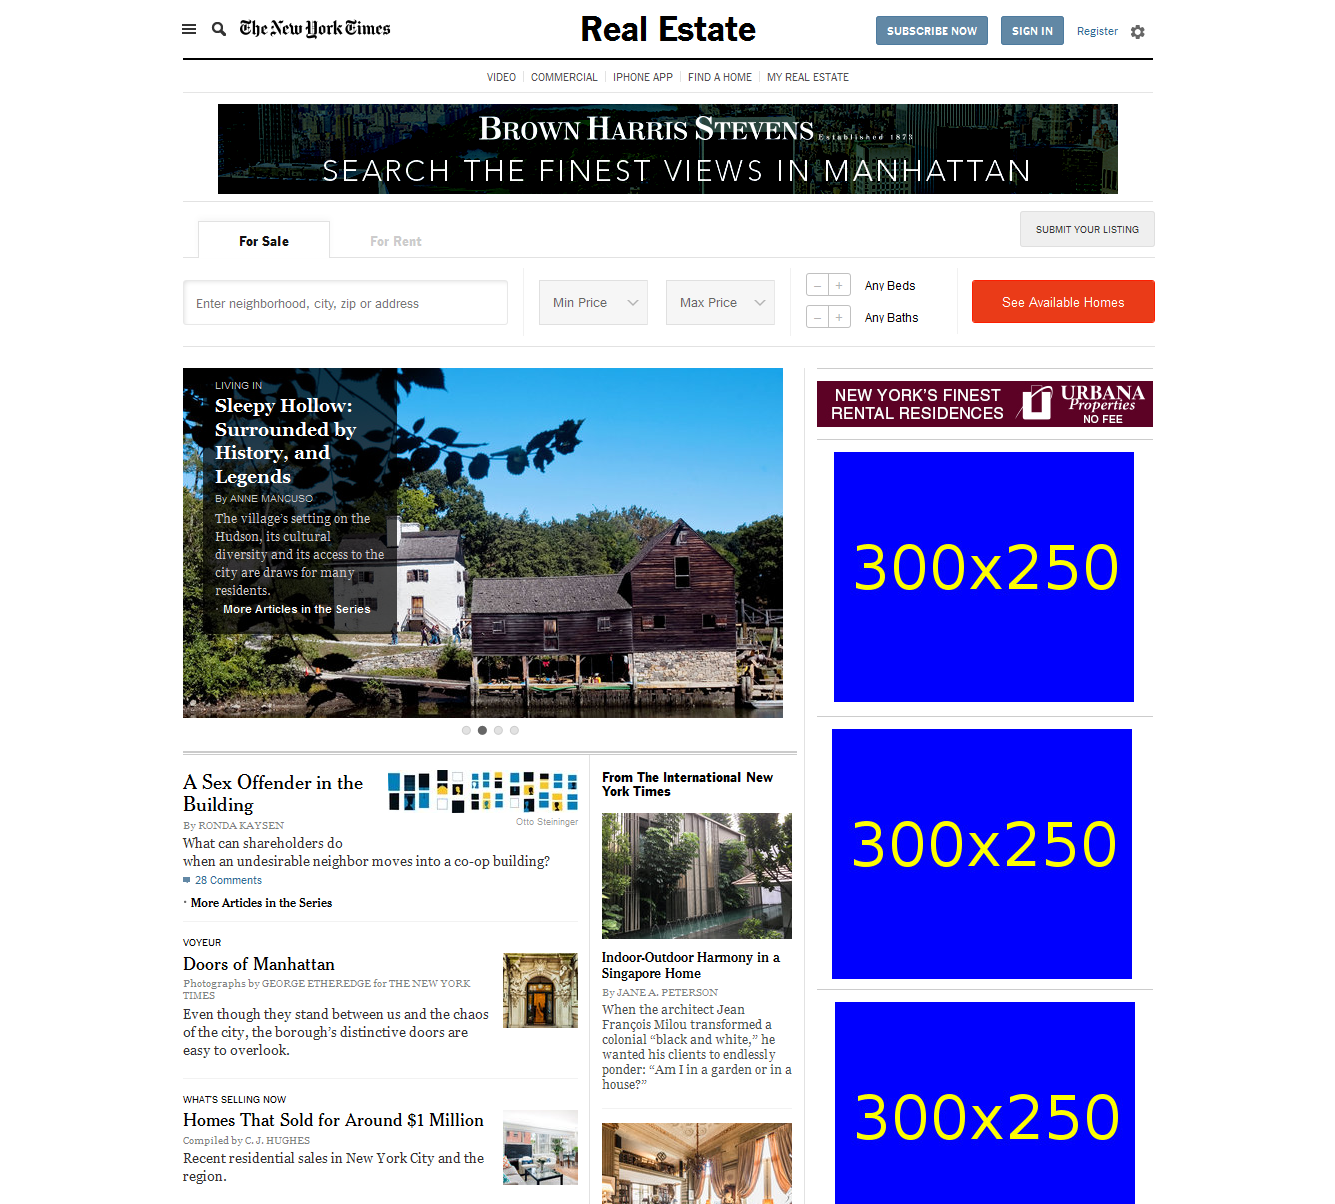 The New York Times
Real Estate
SUBSCRIBE NOW
SIGN IN
Register
VIDEO
COMMERCIAL
IPHONE APP
FIND A HOME
MY REAL ESTATE
BROWN HARRIS STEVENS Established 1873
SEARCH THE FINEST VIEWS IN MANHATTAN
For Sale
For Rent
SUBMIT YOUR LISTING
Enter neighborhood, city, zip or address
Min Price
Max Price
– + Any Beds
– + Any Baths
See Available Homes
LIVING IN
Sleepy Hollow:
Surrounded by
History, and
Legends
By ANNE MANCUSO
The village's setting on the
Hudson, its cultural
diversity and its access to the
city are draws for many
residents.
· More Articles in the Series
NEW YORK'S FINEST
RENTAL RESIDENCES
URBANA
Properties
NO FEE
300x250
300x250
300x250
A Sex Offender in the
Building
By RONDA KAYSEN
Otto Steininger
What can shareholders do
when an undesirable neighbor moves into a co-op building?
28 Comments
· More Articles in the Series
VOYEUR
Doors of Manhattan
Photographs by GEORGE ETHEREDGE for THE NEW YORK
TIMES
Even though they stand between us and the chaos
of the city, the borough's distinctive doors are
easy to overlook.
WHAT'S SELLING NOW
Homes That Sold for Around $1 Million
Compiled by C. J. HUGHES
Recent residential sales in New York City and the
region.
From The International New
York Times
Indoor-Outdoor Harmony in a
Singapore Home
By JANE A. PETERSON
When the architect Jean
François Milou transformed a
colonial “black and white,” he
wanted his clients to endlessly
ponder: “Am I in a garden or in a
house?”